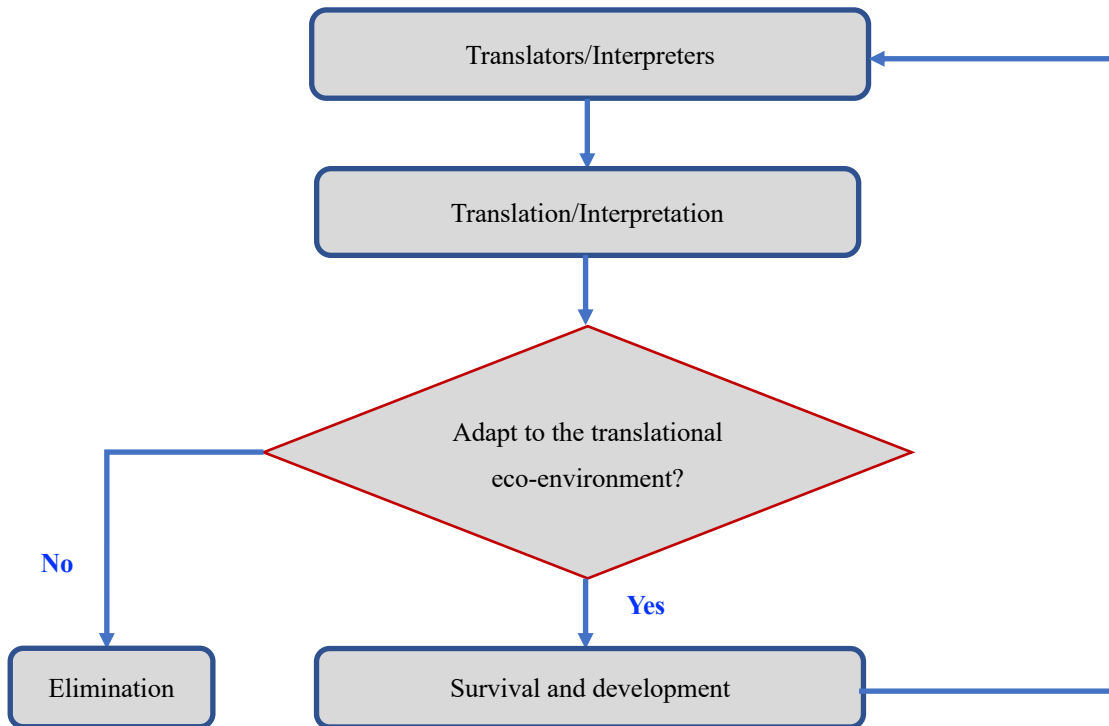 Translators/Interpreters
Translation/Interpretation
Adapt to the translational
eco-environment?
No
Yes
Elimination
Survival and development